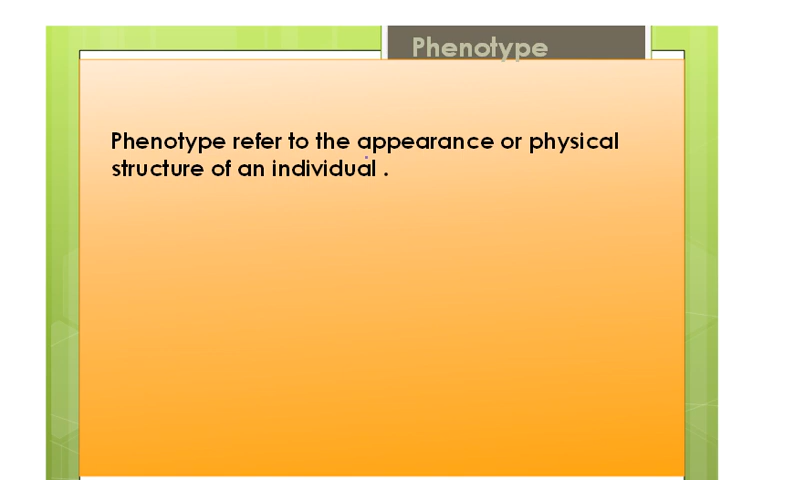 Phenotype
Phenotype refer to the appearance or physical
structure of an individual .